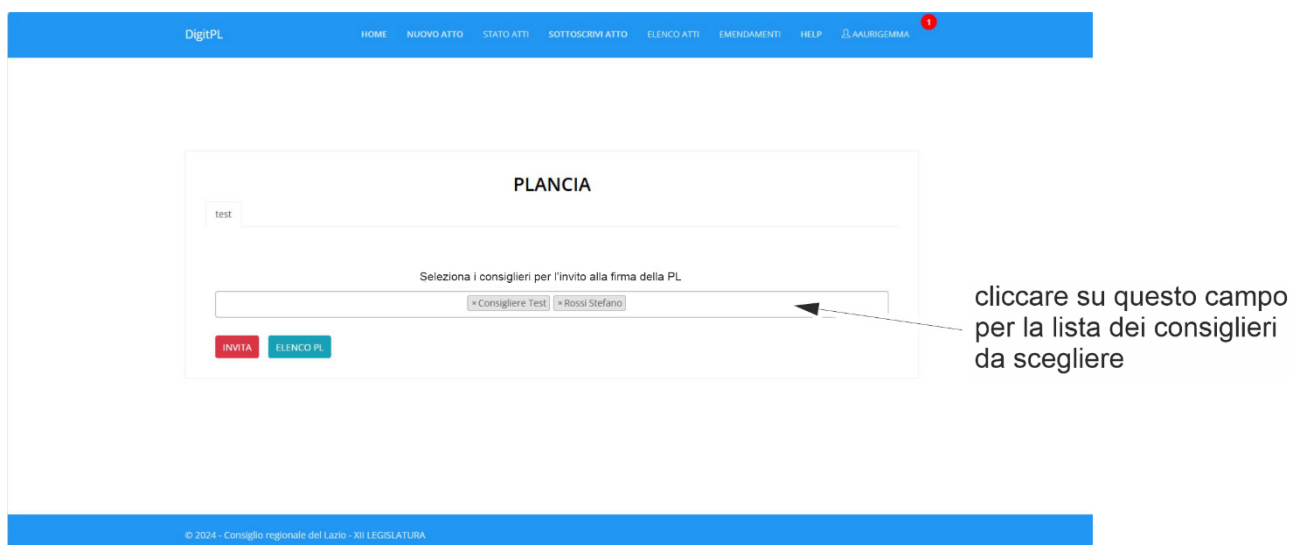 DigitPL HOME NUOVO ATTO STATO ATTI SOTTOSCRIVI ATTO ELENCO ATTI EMENDAMENTI HELP AAURIGEMMA 1
PLANCIA
test
Seleziona i consiglieri per l'invito alla firma della PL
×Consigliere Test ×Rossi Stefano
cliccare su questo campo
per la lista dei consiglieri
da scegliere
INVITA ELENCO PL
© 2024 - Consiglio regionale del Lazio - XII LEGISLATURA